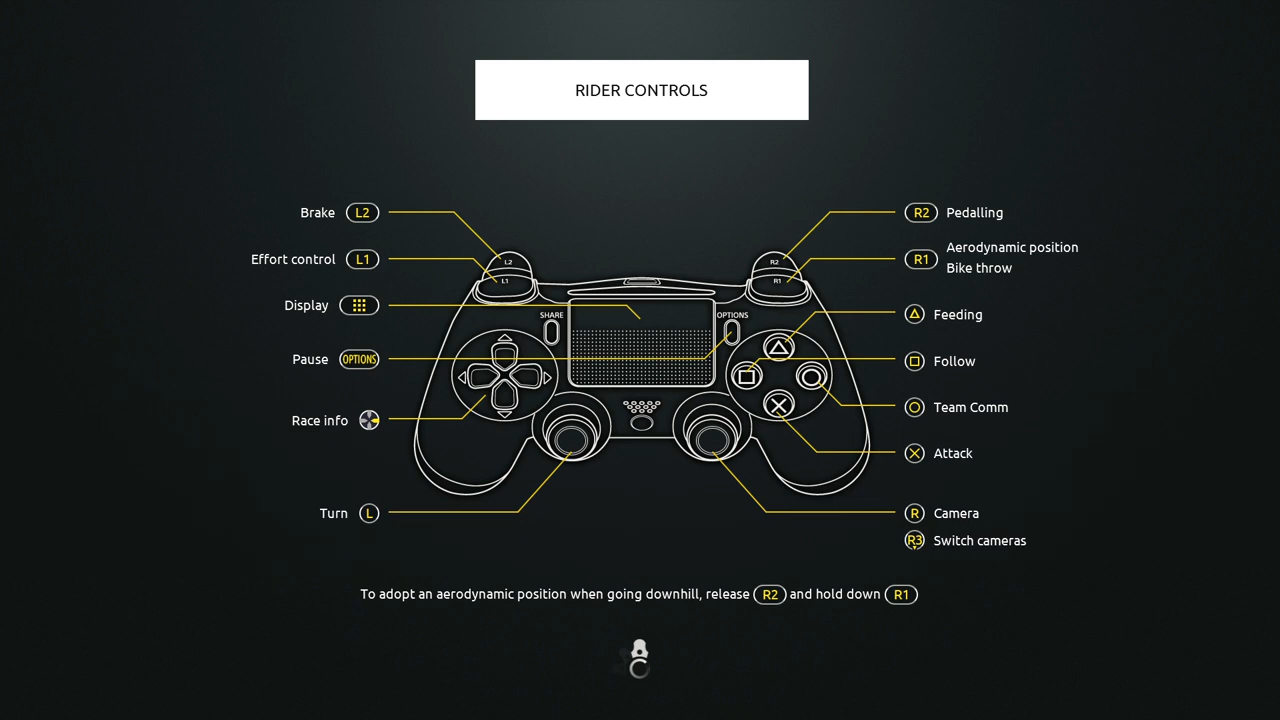 RIDER CONTROLS
Brake L2
Effort control L1
Display
Pause OPTIONS
Race info
Turn L
L2
L1
SHARE
OPTIONS
R2
R1
R2 Pedalling
R1 Aerodynamic position
Bike throw
Feeding
Follow
Team Comm
Attack
R Camera
R3 Switch cameras
To adopt an aerodynamic position when going downhill, release R2 and hold down R1